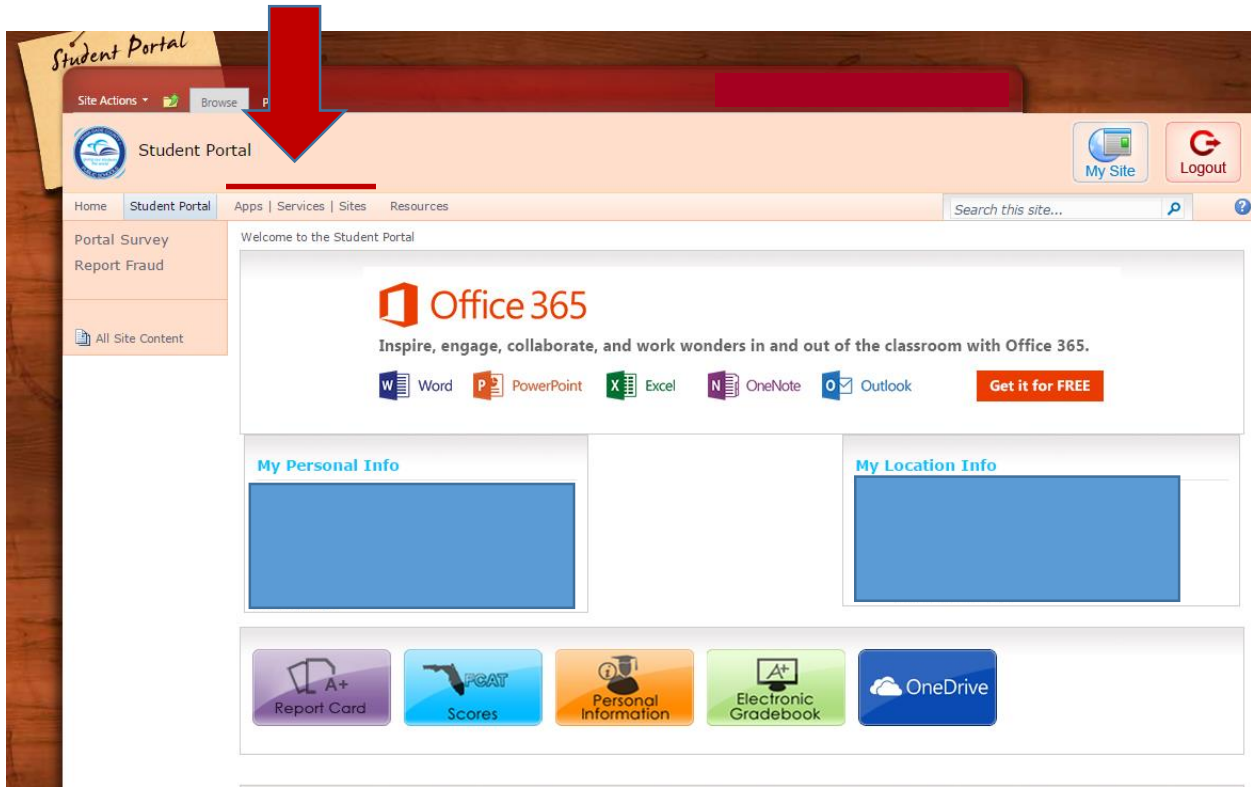 Student Portal
Site Actions Browse
Student Portal
My Site
Logout
Home Student Portal Apps | Services | Sites Resources
Search this site...
Portal Survey
Report Fraud
All Site Content
Welcome to the Student Portal
Office 365
Inspire, engage, collaborate, and work wonders in and out of the classroom with Office 365.
W Word P PowerPoint X Excel N OneNote O Outlook Get it for FREE
My Personal Info
My Location Info
A+
Report Card
FCAT
Scores
Personal
Information
A+
Electronic
Gradebook
OneDrive